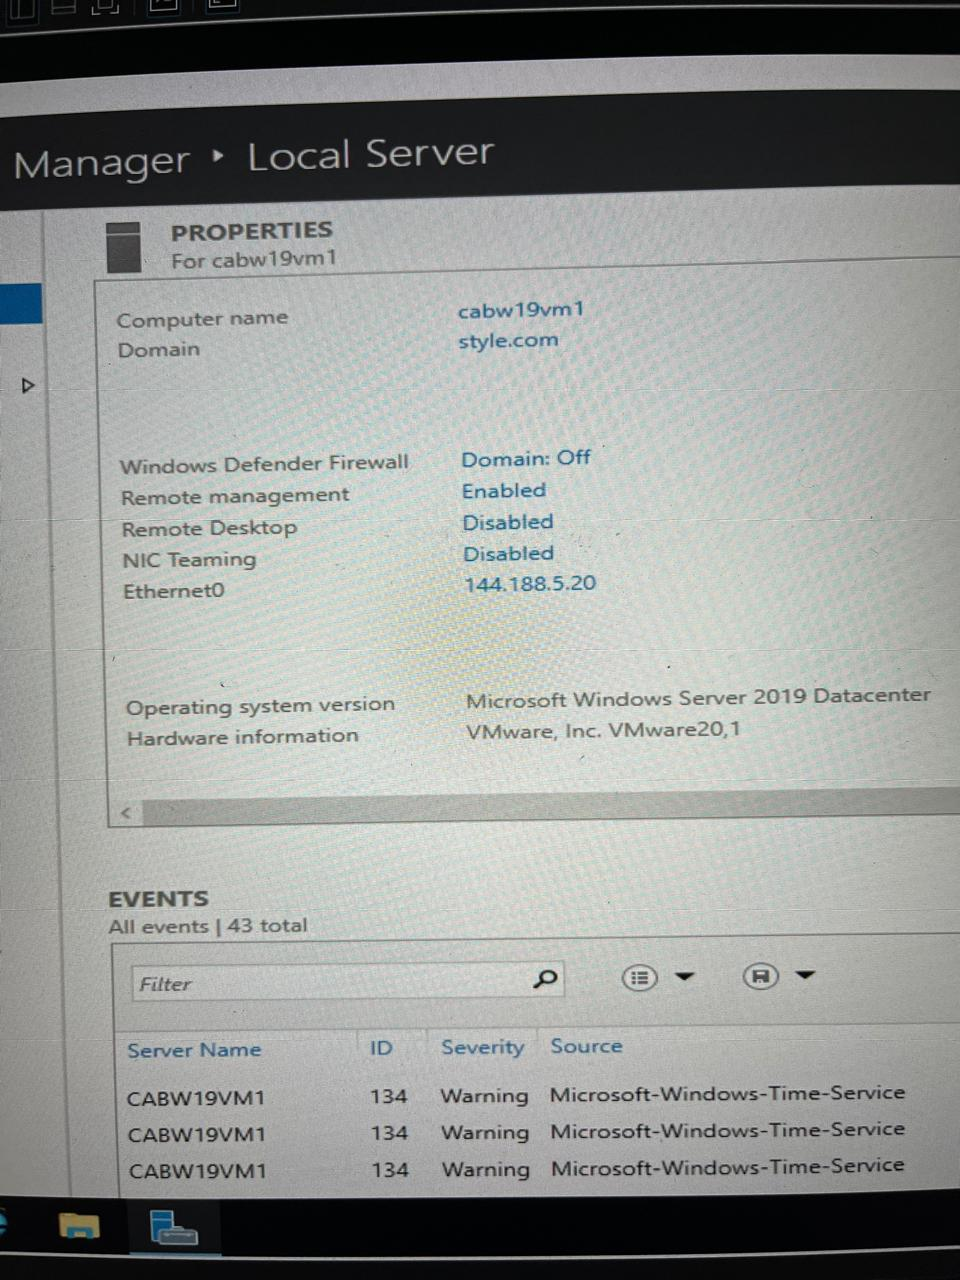 Manager ▸ Local Server
PROPERTIES
For cabw19vm1
Computer name cabw19vm1
Domain style.com
Windows Defender Firewall Domain: Off
Remote management Enabled
Remote Desktop Disabled
NIC Teaming Disabled
Ethernet0 144.188.5.20
Operating system version Microsoft Windows Server 2019 Datacenter
Hardware information VMware, Inc. VMware20,1
EVENTS
All events | 43 total
Filter
Server Name ID Severity Source
CABW19VM1 134 Warning Microsoft-Windows-Time-Service
CABW19VM1 134 Warning Microsoft-Windows-Time-Service
CABW19VM1 134 Warning Microsoft-Windows-Time-Service